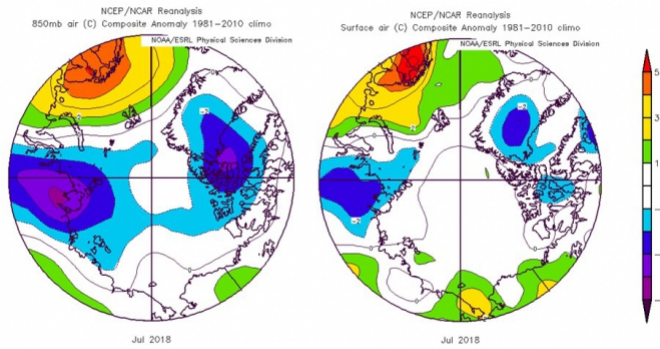 NCEP/NCAR Reanalysis
850mb air (C) Composite Anomaly 1981-2010 climo
NOAA/ESRL Physical Sciences Division
Jul 2018
NCEP/NCAR Reanalysis
Surface air (C) Composite Anomaly 1981-2010 climo
NOAA/ESRL Physical Sciences Division
Jul 2018
5
3
1